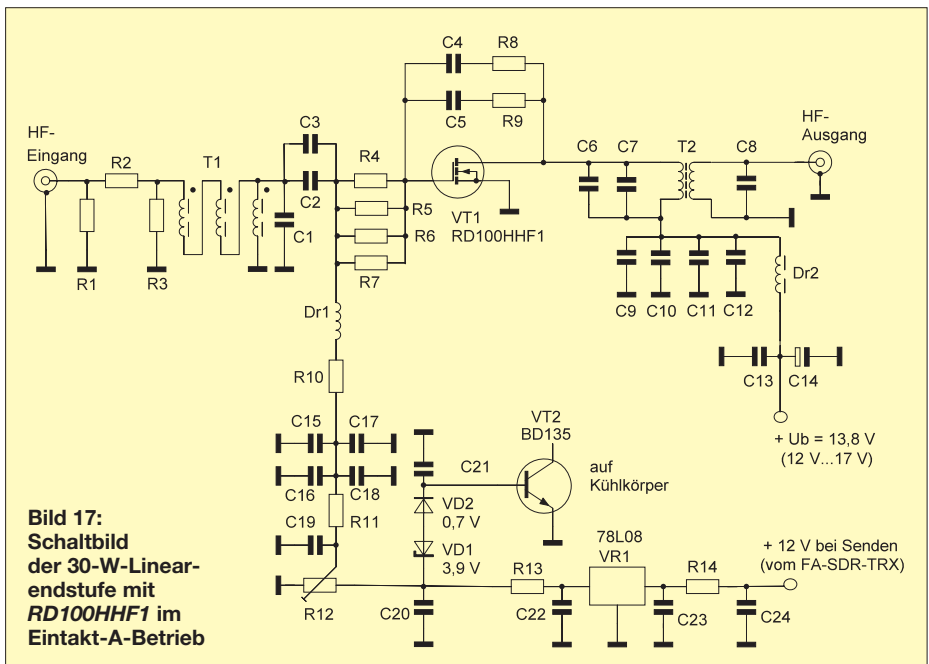 C4
R8
C5
R9
HF-
Eingang
HF-
Ausgang
C3
R2
T1
C2
R4
C6
C7
T2
C8
C1
R5
VT1
RD100HHF1
R6
R1
R3
R7
Dr1
C9
C10
C11
C12
Dr2
R10
C13
C14
C15
C17
VT2
BD135
+ Ub = 13,8 V
(12 V...17 V)
C16
C18
C21
auf
Kühlkörper
VD2
0,7 V
R11
C19
VD1
3,9 V
78L08
VR1
+ 12 V bei Senden
(vom FA-SDR-TRX)
R13
R14
R12
C20
C22
C23
C24
Bild 17:
Schaltbild
der 30-W-Linear-
endstufe mit
RD100HHF1 im
Eintakt-A-Betrieb